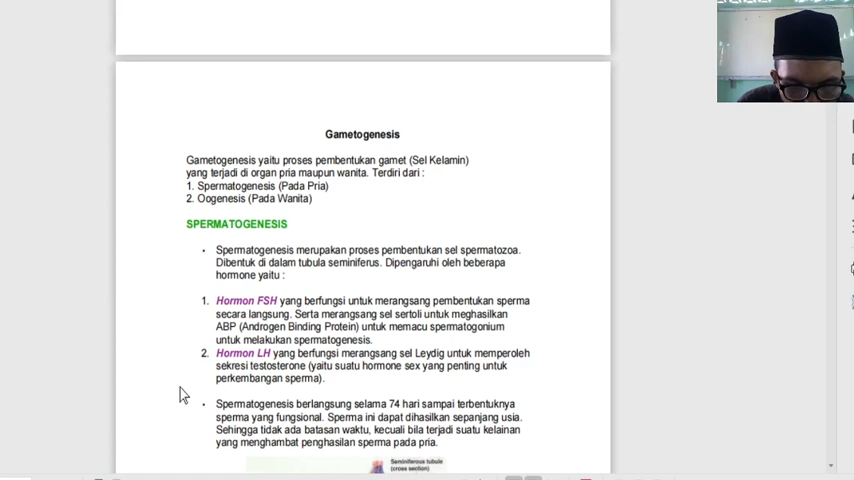 Gametogenesis
Gametogenesis yaitu proses pembentukan gamet (Sel Kelamin)
yang terjadi di organ pria maupun wanita. Terdiri dari :
1. Spermatogenesis (Pada Pria)
2. Oogenesis (Pada Wanita)
SPERMATOGENESIS
• Spermatogenesis merupakan proses pembentukan sel spermatozoa.
Dibentuk di dalam tubula seminiferus. Dipengaruhi oleh beberapa
hormone yaitu :
1. Hormon FSH yang berfungsi untuk merangsang pembentukan sperma
secara langsung. Serta merangsang sel sertoli untuk meghasilkan
ABP (Androgen Binding Protein) untuk memacu spermatogonium
untuk melakukan spermatogenesis.
2. Hormon LH yang berfungsi merangsang sel Leydig untuk memperoleh
sekresi testosterone (yaitu suatu hormone sex yang penting untuk
perkembangan sperma).
• Spermatogenesis berlangsung selama 74 hari sampai terbentuknya
sperma yang fungsional. Sperma ini dapat dihasilkan sepanjang usia.
Sehingga tidak ada batasan waktu, kecuali bila terjadi suatu kelainan
yang menghambat penghasilan sperma pada pria.
Seminiferous tubule
(cross section)